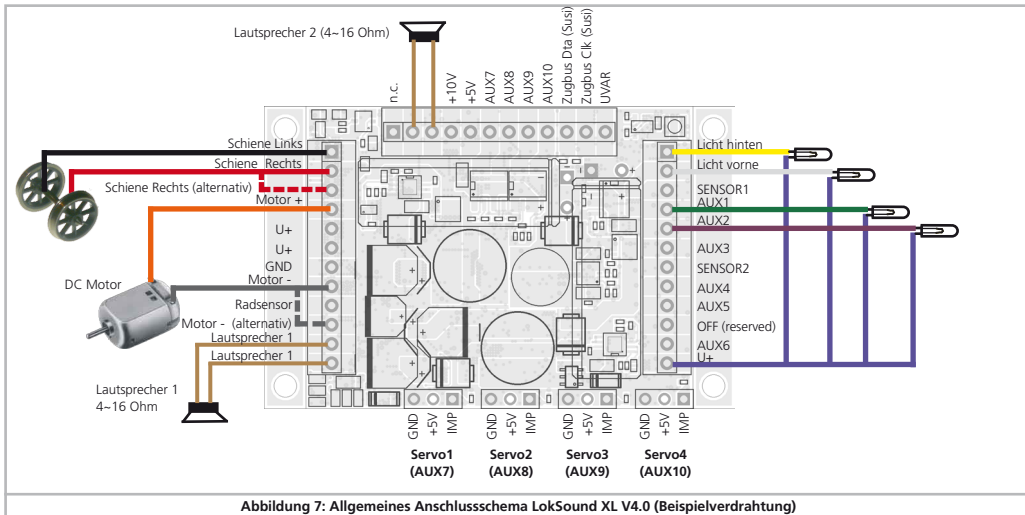 Lautsprecher 2 (4~16 Ohm)
n.c.
+10V
+5V
AUX7
AUX8
AUX9
AUX10
Zugbus Dta (Susi)
Zugbus Clk (Susi)
UVAR
Schiene Links
Schiene Rechts
Schiene Rechts (alternativ)
Motor +
U+
U+
GND
Motor -
DC Motor
Radsensor
Motor - (alternativ)
Lautsprecher 1
Lautsprecher 1
Lautsprecher 1
4~16 Ohm
Licht hinten
Licht vorne
SENSOR1
AUX1
AUX2
AUX3
SENSOR2
AUX4
AUX5
OFF (reserved)
AUX6
U+
GND
+5V
IMP
GND
+5V
IMP
GND
+5V
IMP
GND
+5V
IMP
Servo1
(AUX7)
Servo2
(AUX8)
Servo3
(AUX9)
Servo4
(AUX10)
Abbildung 7: Allgemeines Anschlussschema LokSound XL V4.0 (Beispielverdrahtung)